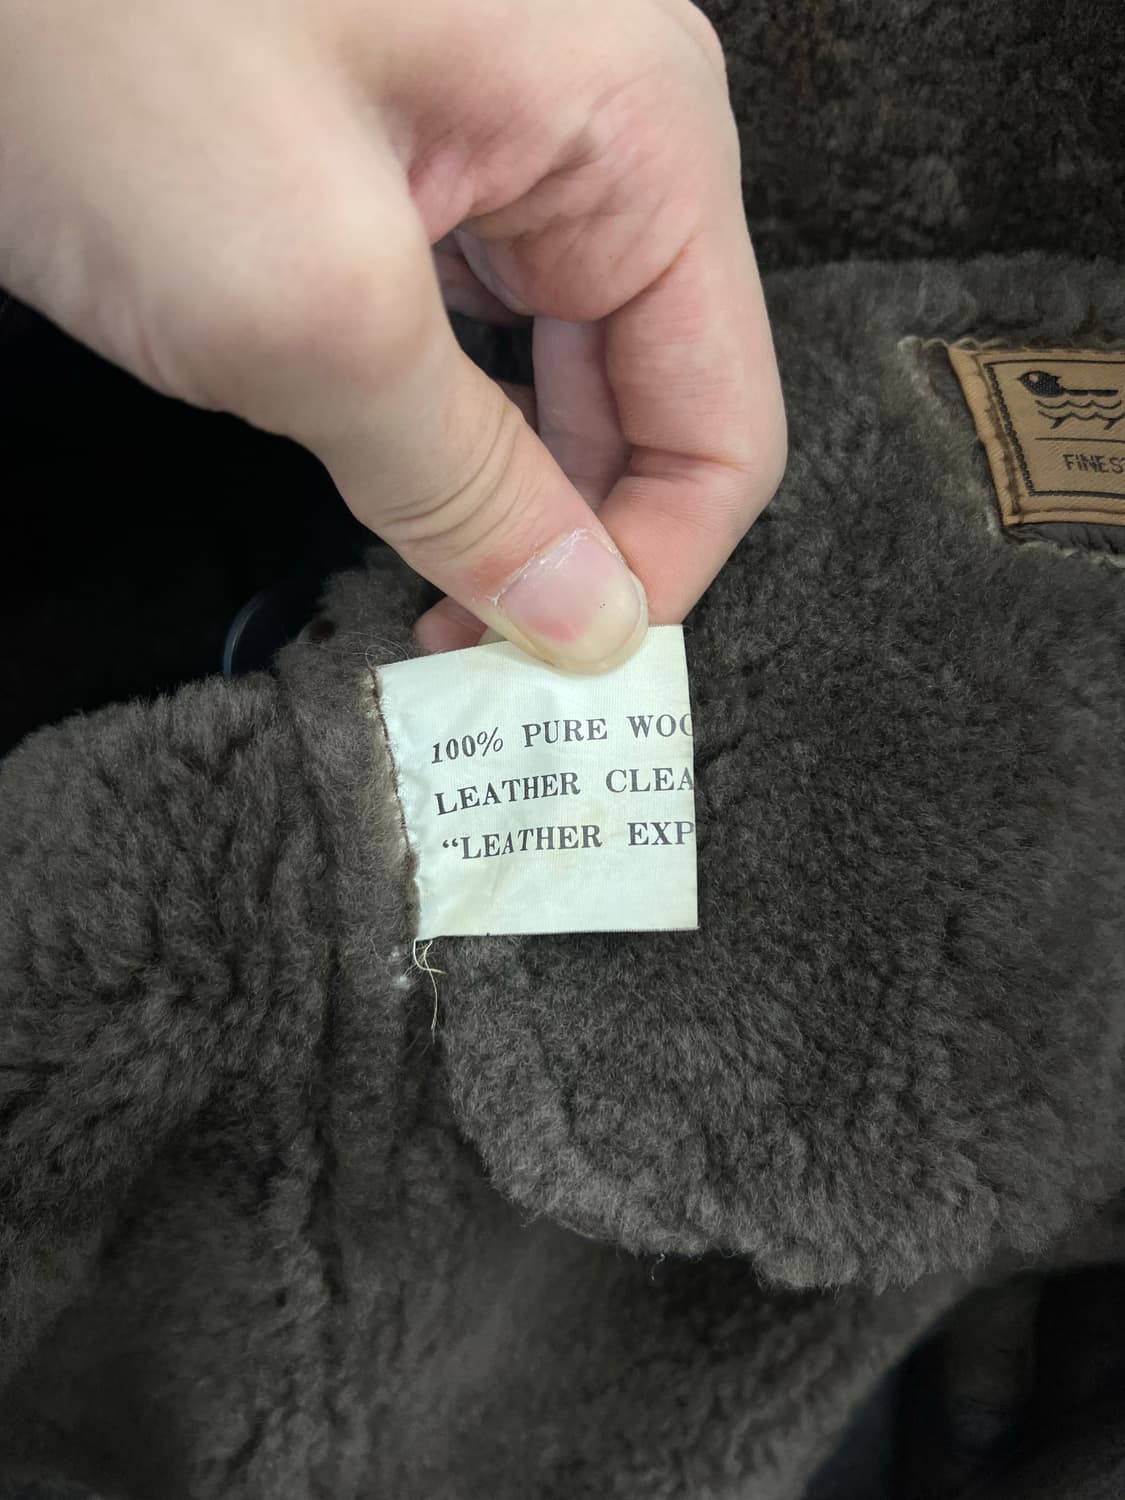 FINES
100% PURE WOO
LEATHER CLEA
“LEATHER EXP